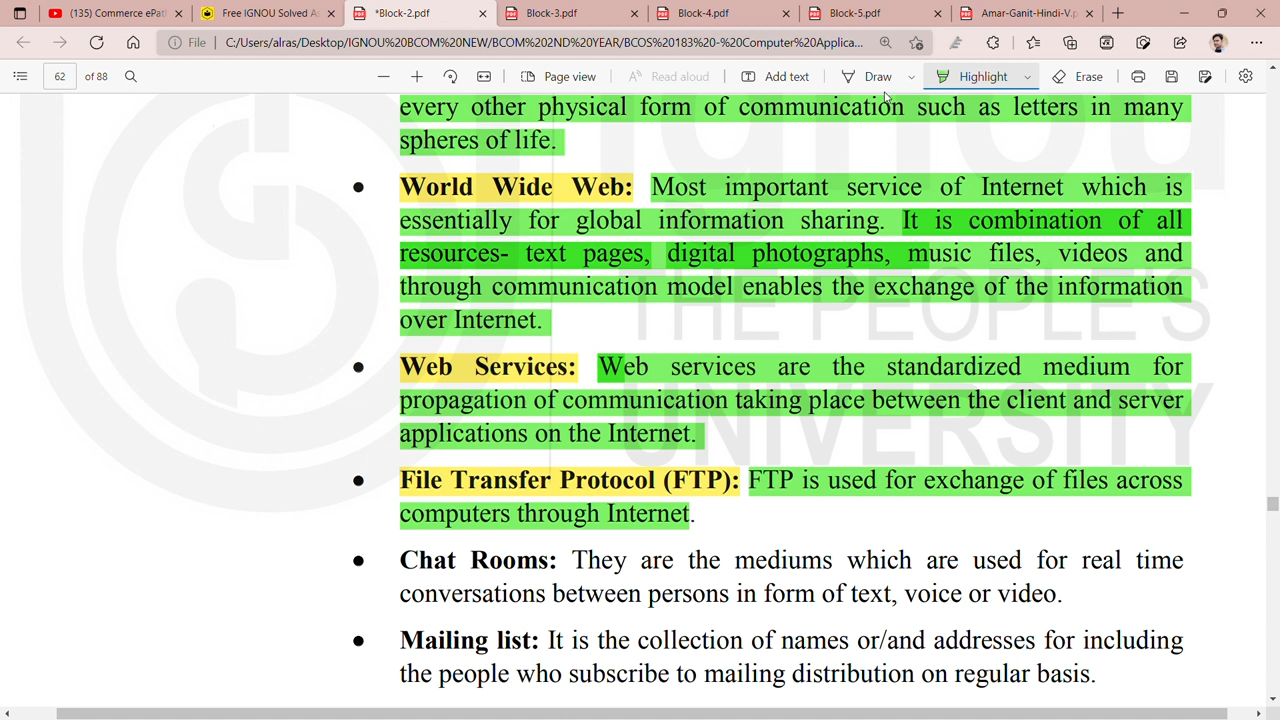 (135) Commerce ePat
Free IGNOU Solved A
*Block-2.pdf
Block-3.pdf
Block-4.pdf
Block-5.pdf
Amar-Ganit-Hindi-V.p
File C:/Users/alras/Desktop/IGNOU%20BCOM%20NEW/BCOM%202ND%20YEAR/BCOS%20183%20-%20Computer%20Applica...
62 of 88 Page view Read aloud Add text Draw Highlight Erase
every other physical form of communication such as letters in many
spheres of life.
• World Wide Web: Most important service of Internet which is
essentially for global information sharing. It is combination of all
resources- text pages, digital photographs, music files, videos and
through communication model enables the exchange of the information
over Internet.
THE PEOPLE'S
• Web Services: Web services are the standardized medium for
propagation of communication taking place between the client and server
applications on the Internet.
UNIVERSITY
• File Transfer Protocol (FTP): FTP is used for exchange of files across
computers through Internet.
• Chat Rooms: They are the mediums which are used for real time
conversations between persons in form of text, voice or video.
• Mailing list: It is the collection of names or/and addresses for including
the people who subscribe to mailing distribution on regular basis.